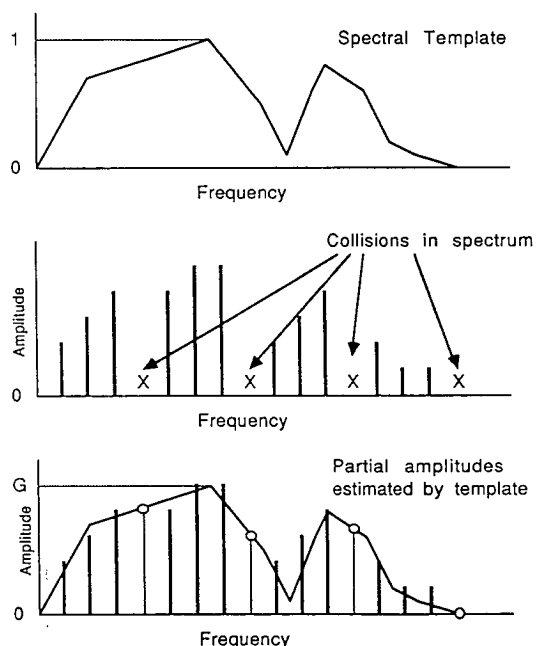 1
Spectral Template
0
Frequency
Collisions in spectrum
Amplitude
X X X X
0
Frequency
Partial amplitudes
estimated by template
G
Amplitude
0
Frequency